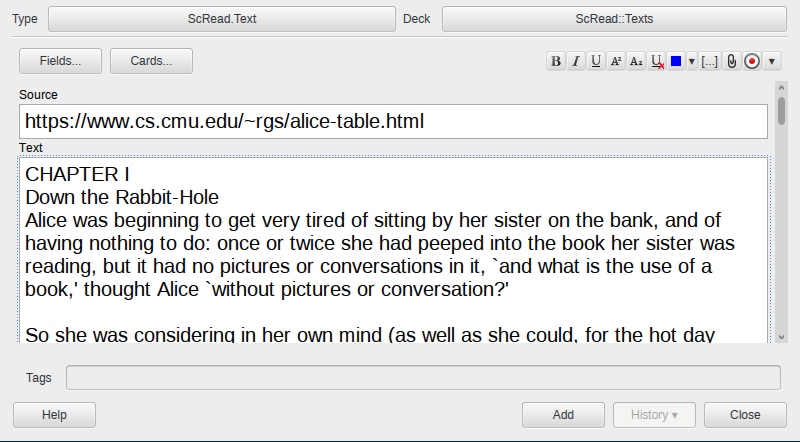 Type ScRead.Text Deck ScRead::Texts
Fields... Cards... B I U A² A₂ U [...] ▾
Source
https://www.cs.cmu.edu/~rgs/alice-table.html
Text
CHAPTER I
Down the Rabbit-Hole
Alice was beginning to get very tired of sitting by her sister on the bank, and of
having nothing to do: once or twice she had peeped into the book her sister was
reading, but it had no pictures or conversations in it, `and what is the use of a
book,' thought Alice `without pictures or conversation?'
So she was considering in her own mind (as well as she could, for the hot day
Tags
Help Add History ▾ Close